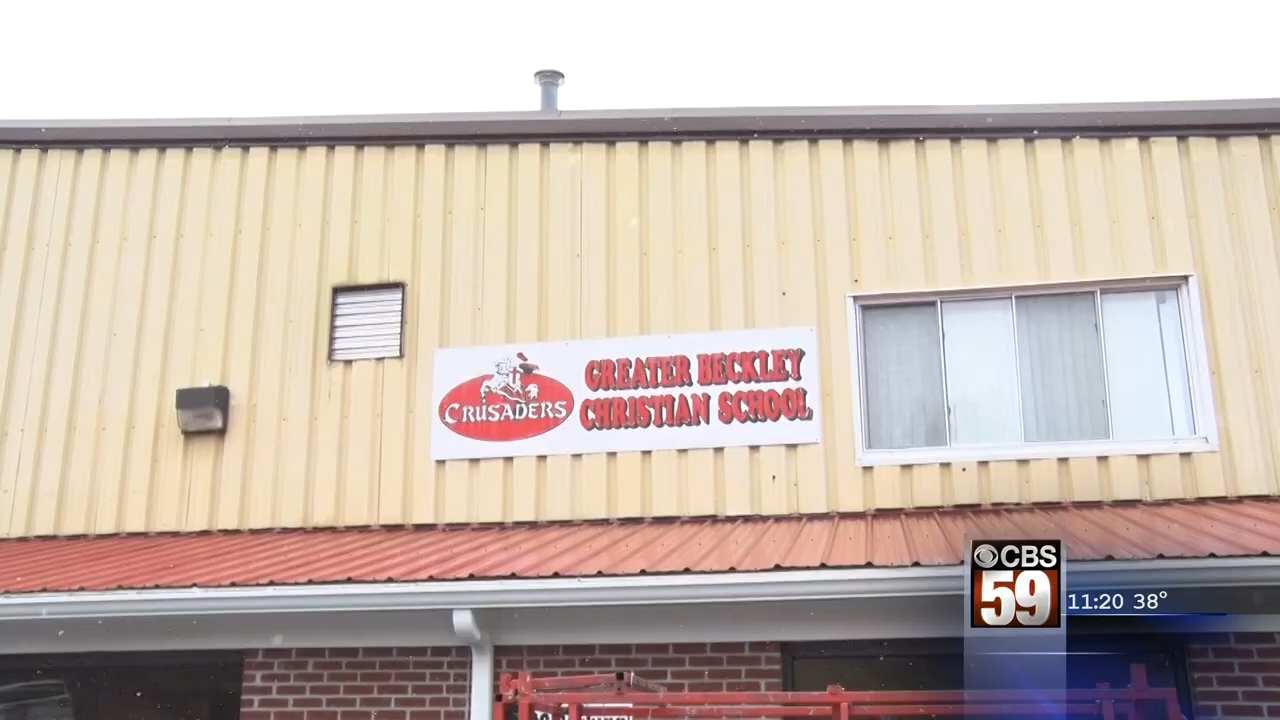 CRUSADERS
GREATER BECKLEY
CHRISTIAN SCHOOL
CBS
59
11:20 38°